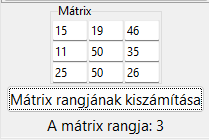 Mátrix
15 19 46
11 50 35
25 50 26
Mátrix rangjának kiszámítása
A mátrix rangja: 3